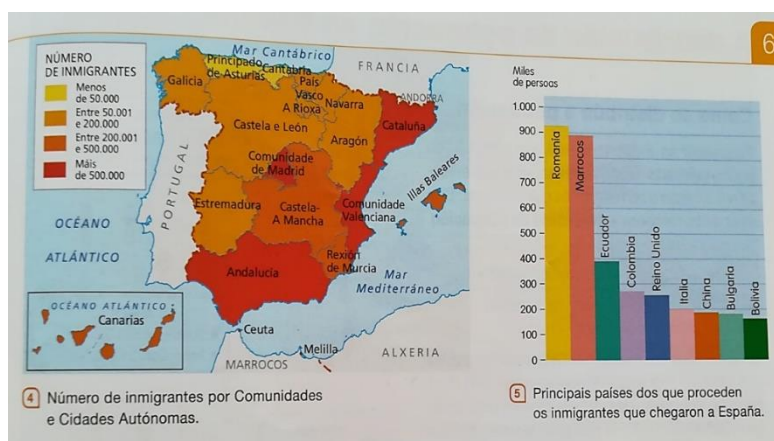 6
NÚMERO
DE INMIGRANTES
Menos
de 50.000
Entre 50.001
e 200.000
Entre 200.001
e 500.000
Máis
de 500.000
Mar Cantábrico
FRANCIA
ANDORRA
Galicia
Principado
de Asturias
Cantabria
País
Vasco
Navarra
A Rioxa
Castela e León
Aragón
Cataluña
Comunidade
de Madrid
PORTUGAL
Illas Baleares
Estremadura
Castela-
A Mancha
Comunidade
Valenciana
OCÉANO
ATLÁNTICO
Andalucía
Rexión
de Murcia
Mar
Mediterráneo
OCÉANO ATLÁNTICO
Canarias
Ceuta
Melilla
MARROCOS
ALXERIA
4 Número de inmigrantes por Comunidades
e Cidades Autónomas.
Miles
de persoas
1.000
900
800
700
600
500
400
300
200
100
0
Romanía
Marrocos
Ecuador
Colombia
Reino Unido
Italia
China
Bulgaria
Bolivia
5 Principais países dos que proceden
os inmigrantes que chegaron a España.